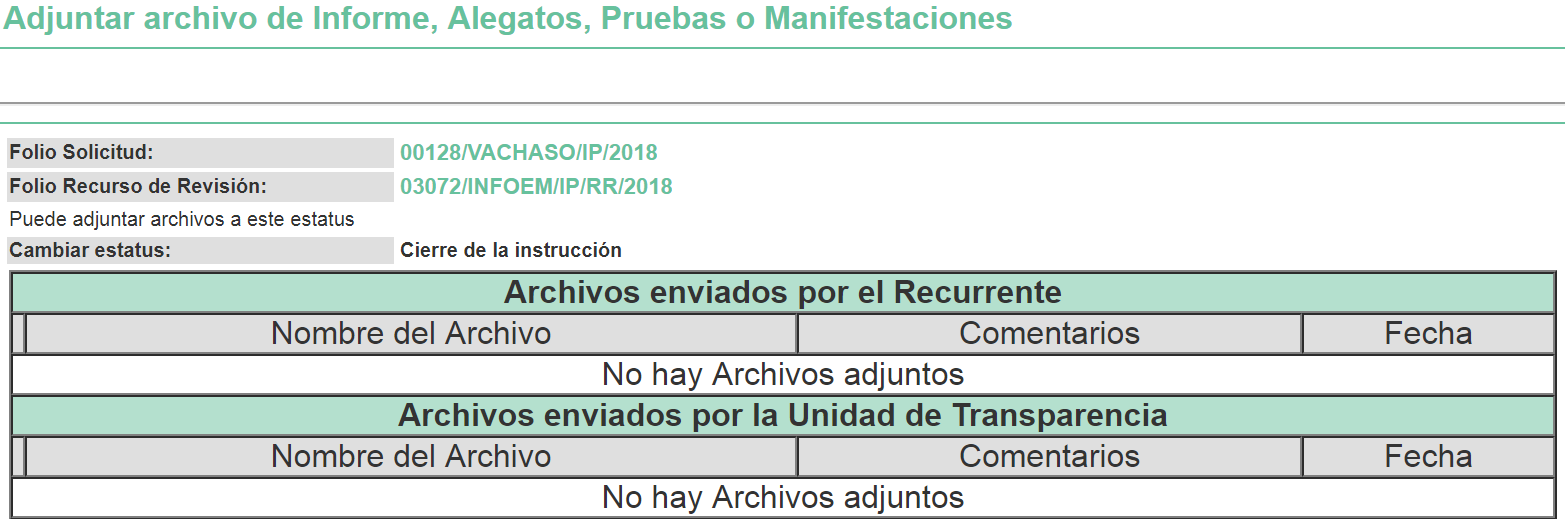 Adjuntar archivo de Informe, Alegatos, Pruebas o Manifestaciones
Folio Solicitud: 00128/VACHASO/IP/2018
Folio Recurso de Revisión: 03072/INFOEM/IP/RR/2018
Puede adjuntar archivos a este estatus
Cambiar estatus: Cierre de la instrucción
Archivos enviados por el Recurrente
Nombre del Archivo Comentarios Fecha
No hay Archivos adjuntos
Archivos enviados por la Unidad de Transparencia
Nombre del Archivo Comentarios Fecha
No hay Archivos adjuntos